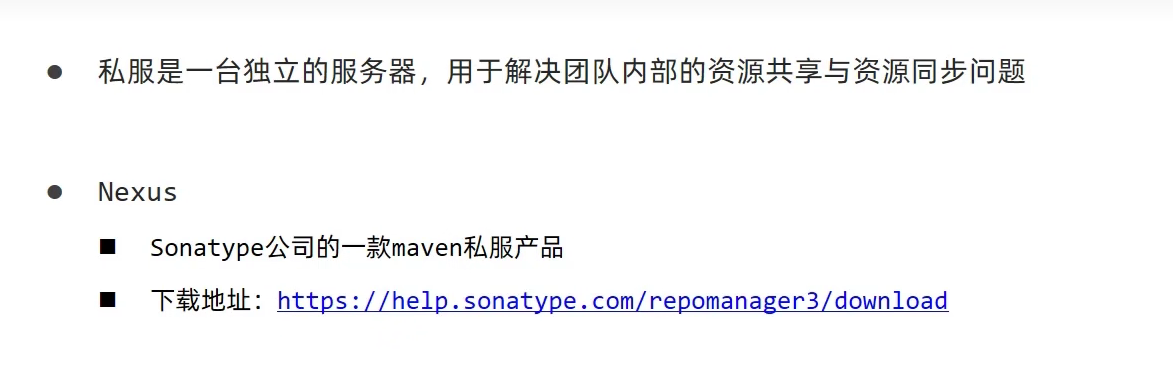 ● 私服是一台独立的服务器，用于解决团队内部的资源共享与资源同步问题
● Nexus
■ Sonatype公司的一款maven私服产品
■ 下载地址：https://help.sonatype.com/repomanager3/download